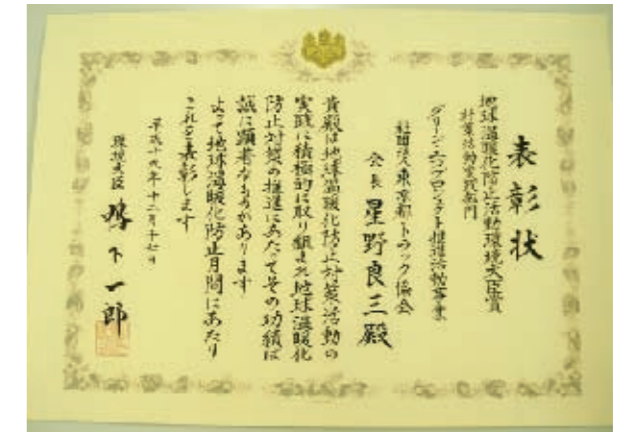 表彰状
地球温暖化防止活動環境大臣賞
対策活動実践部門
グリーン・エコプロジェクト推進活動事業
社団法人東京都トラック協会
会長 星野良三殿
貴殿は地球温暖化防止対策活動の
実践に積極的に取り組まれ地球温暖化
防止対策の推進にあたってその功績は
誠に顕著なものがあります
よって地球温暖化防止月間にあたり
これを表彰します
平成十九年十二月十七日
環境大臣 鴨下一郎